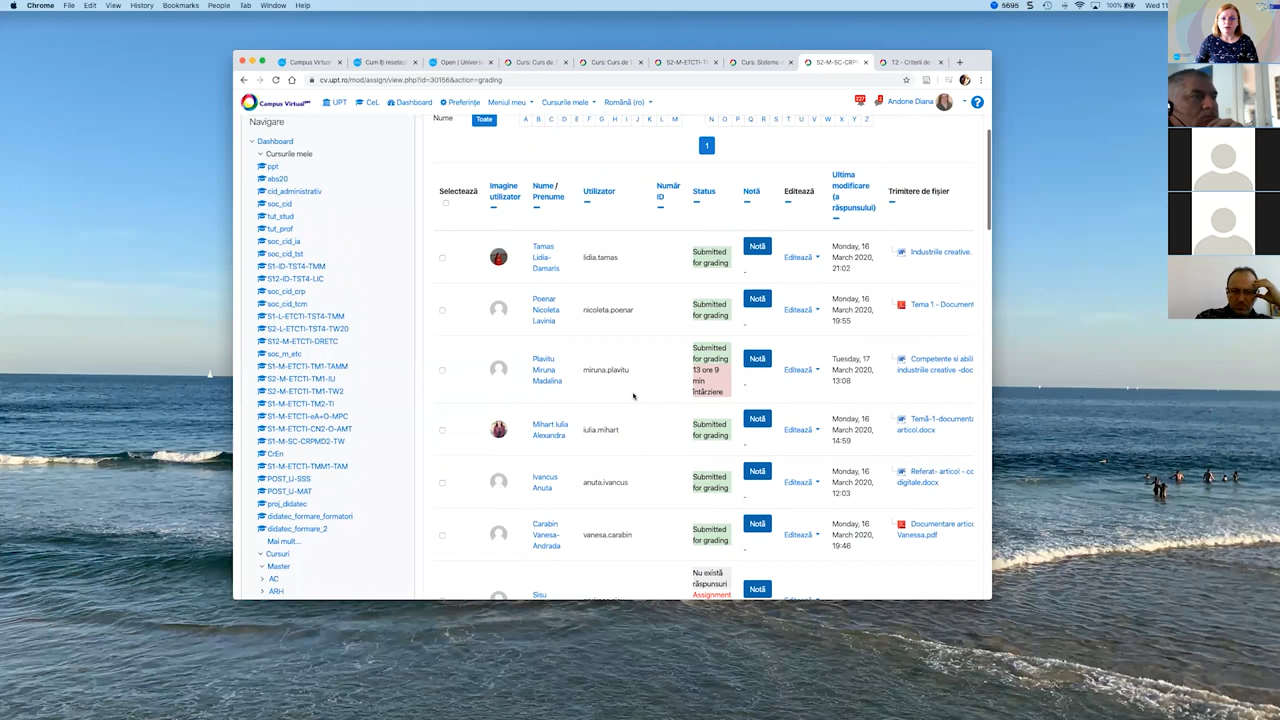 Chrome File Edit View History Bookmarks People Tab Window Help
5695 100% Wed 11
Campus Virtu Cum îți resete Open | Univers Curs: Curs de Curs: Curs de S2-M-ETCTI-T Curs: Sisteme S2-M-SC-CRP T2 - Criterii de
cv.upt.ro/mod/assign/view.php?id=30156&action=grading
Campus Virtual UPT CeL Dashboard Preferințe Meniul meu Cursurile mele Română (ro) 227 Andone Diana
Navigare
Dashboard
Cursurile mele
ppt
abs20
cid_administrativ
soc_cid
tut_stud
tut_prof
soc_cid_ia
soc_cid_tst
S1-ID-TST4-TMM
S12-ID-TST4-LIC
soc_cid_crp
soc_cid_tcm
S1-L-ETCTI-TST4-TMM
S2-L-ETCTI-TST4-TW20
S12-M-ETCTI-DRETC
soc_m_etc
S1-M-ETCTI-TM1-TAMM
S2-M-ETCTI-TM1-IU
S2-M-ETCTI-TM1-TW2
S1-M-ETCTI-TM2-TI
S1-M-ETCTI-eA+O-MPC
S1-M-ETCTI-CN2-O-AMT
S1-M-SC-CRPMD2-TW
CrEn
S1-M-ETCTI-TMM1-TAM
POST_U-SSS
POST_U-MAT
proj_didatec
didatec_formare_formatori
didatec_formare_2
Mai mult...
Cursuri
Master
AC
ARH
Nume Toate A B C D E F G H I J K L M N O P Q R S T U V W X Y Z
1
Selectează
Imagine utilizator
Nume / Prenume
Utilizator
Număr ID
Status
Notă
Editează
Ultima modificare (a răspunsului)
Trimitere de fișier
Tamas Lidia-Damaris
lidia.tamas
Submitted for grading
Notă
-
Editează
Monday, 16 March 2020, 21:02
Industriile creative.
Poenar Nicoleta Lavinia
nicoleta.poenar
Submitted for grading
Notă
-
Editează
Monday, 16 March 2020, 19:55
Tema 1 - Document
Plavitu Miruna Madalina
miruna.plavitu
Submitted for grading
13 ore 9 min întârziere
Notă
-
Editează
Tuesday, 17 March 2020, 13:08
Competente si abili
industriile creative -doc
Mihart Iulia Alexandra
iulia.mihart
Submitted for grading
Notă
-
Editează
Monday, 16 March 2020, 14:59
Temă-1-documenta
articol.docx
Ivancus Anuta
anuta.ivancus
Submitted for grading
Notă
-
Editează
Monday, 16 March 2020, 12:03
Referat- articol - co
digitale.docx
Carabin Vanesa-Andrada
vanesa.carabin
Submitted for grading
Notă
-
Editează
Monday, 16 March 2020, 19:46
Documentare artico
Vanessa.pdf
Sisu
Nu există răspunsuri
Assignment
Notă